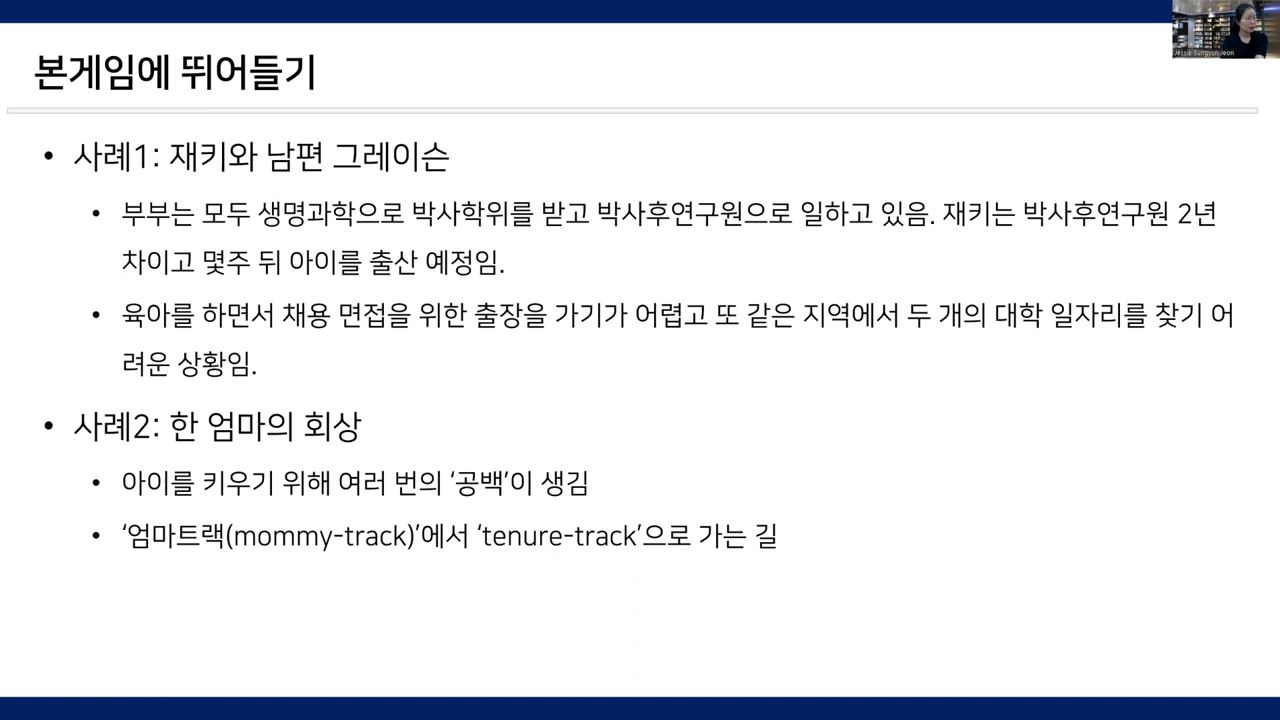 본게임에 뛰어들기
Jessie Sungyun Jeon
• 사례1: 재키와 남편 그레이슨
• 부부는 모두 생명과학으로 박사학위를 받고 박사후연구원으로 일하고 있음. 재키는 박사후연구원 2년
차이고 몇주 뒤 아이를 출산 예정임.
• 육아를 하면서 채용 면접을 위한 출장을 가기가 어렵고 또 같은 지역에서 두 개의 대학 일자리를 찾기 어
려운 상황임.
• 사례2: 한 엄마의 회상
• 아이를 키우기 위해 여러 번의 ‘공백’이 생김
• ‘엄마트랙(mommy-track)’에서 ‘tenure-track’으로 가는 길